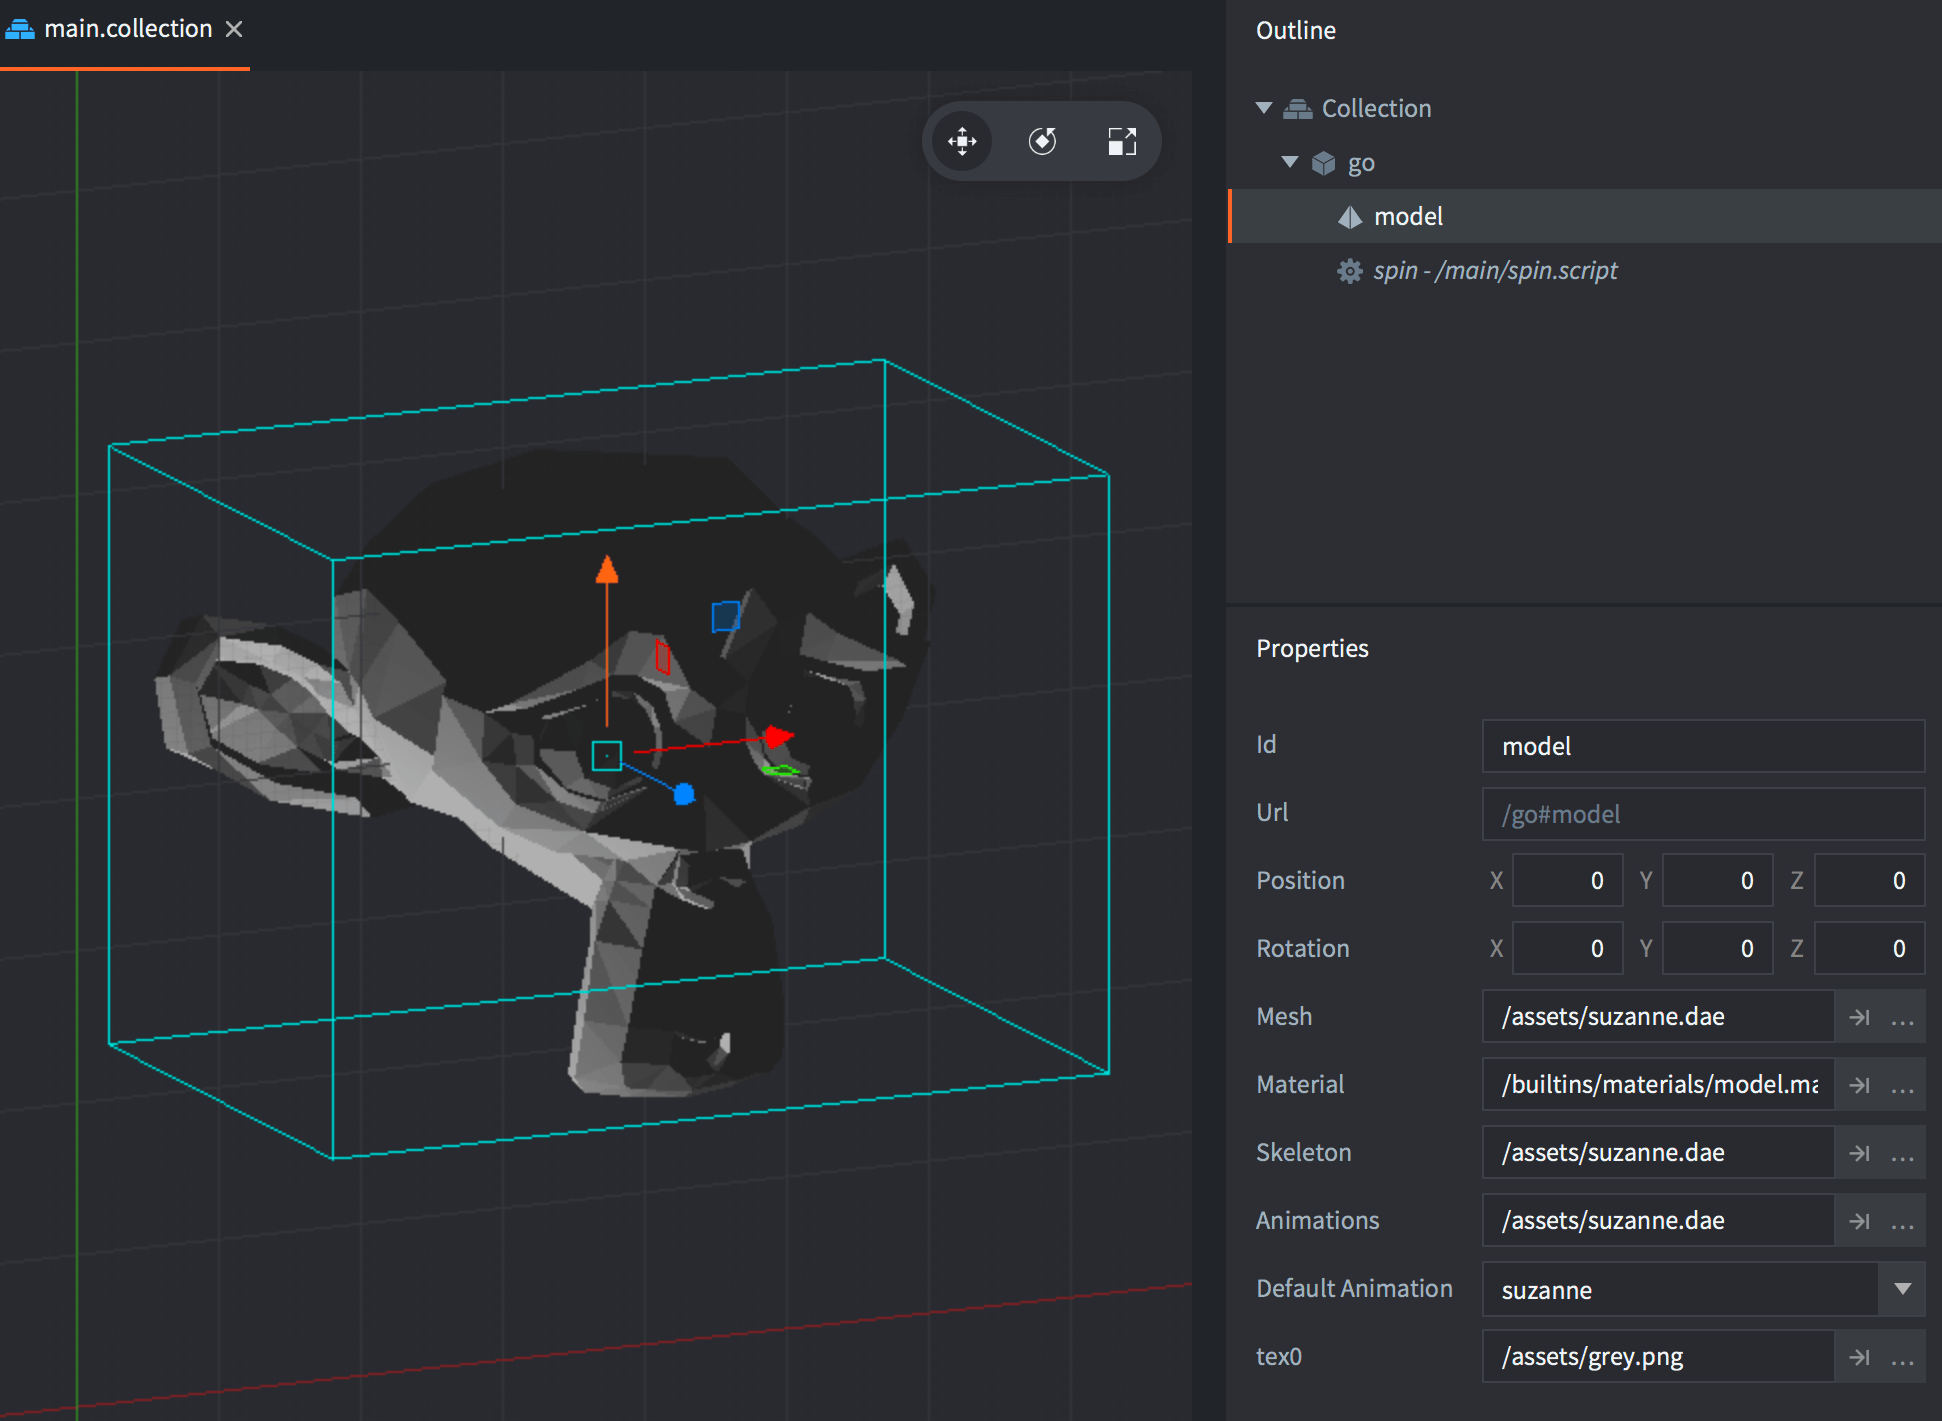 main.collection
Outline
Collection
go
model
spin - /main/spin.script
Properties
Id model
Url /go#model
Position X 0 Y 0 Z 0
Rotation X 0 Y 0 Z 0
Mesh /assets/suzanne.dae ...
Material /builtins/materials/model.ma ...
Skeleton /assets/suzanne.dae ...
Animations /assets/suzanne.dae ...
Default Animation suzanne
tex0 /assets/grey.png ...